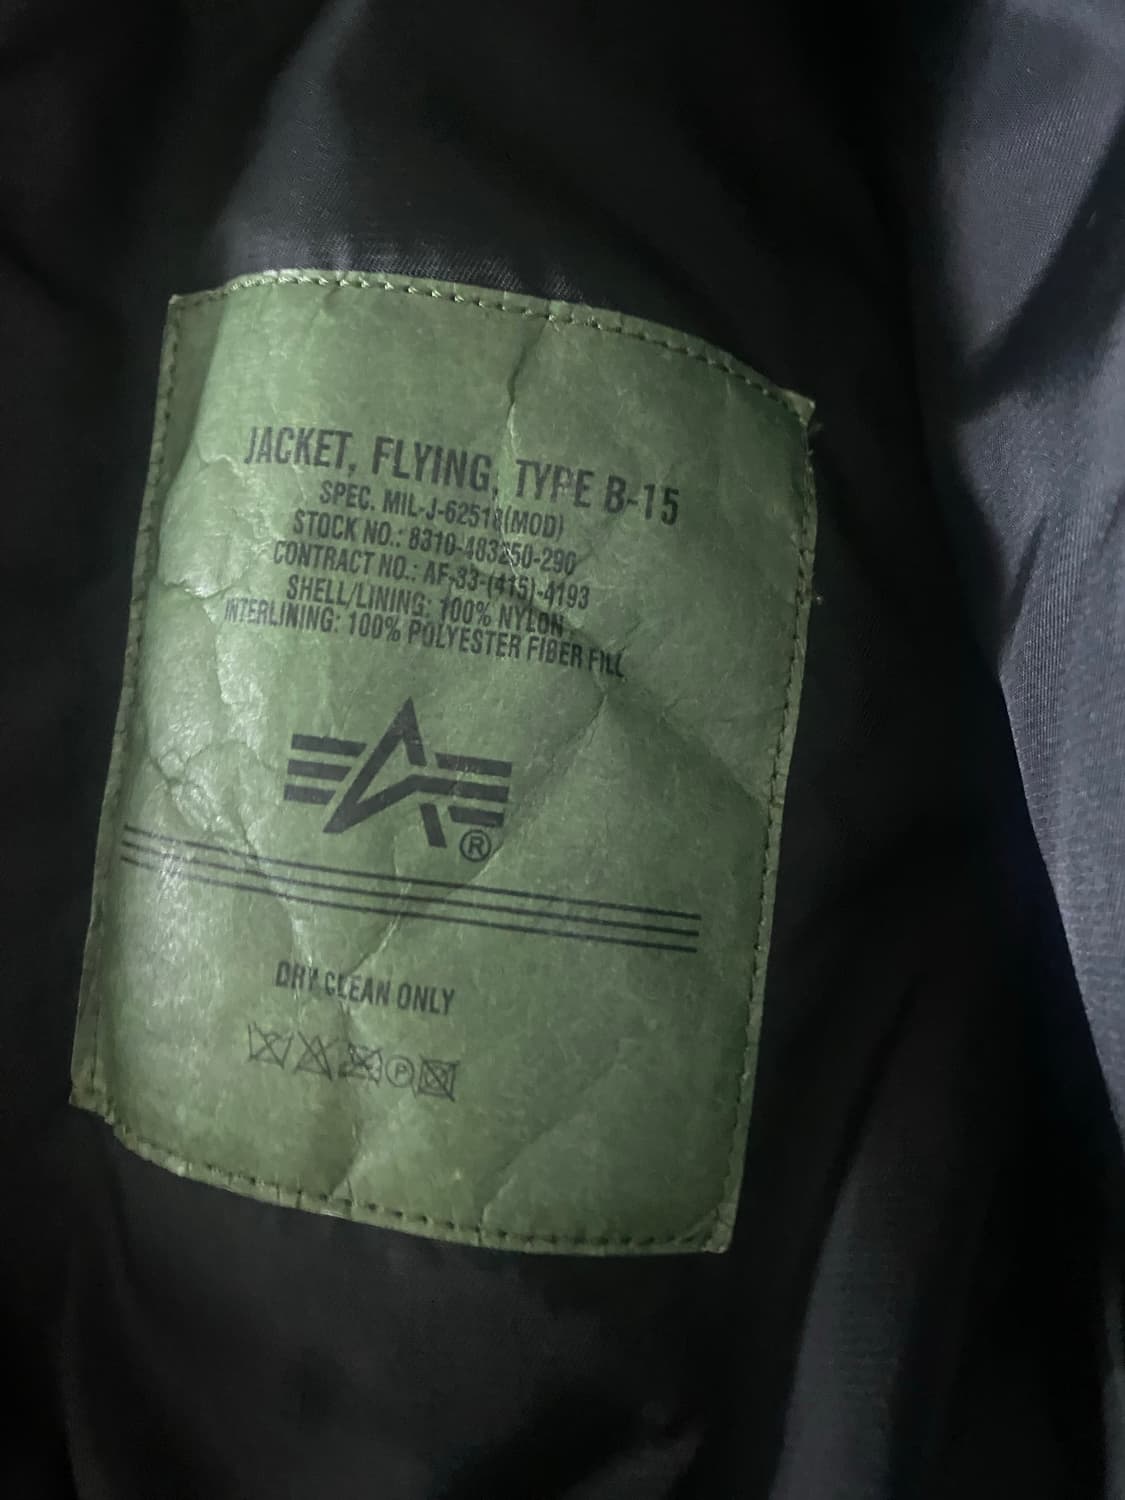 JACKET, FLYING, TYPE B-15
SPEC. MIL-J-62518(MOD)
STOCK NO.: 8310-483250-290
CONTRACT NO.: AF-33-(415)-4193
SHELL/LINING: 100% NYLON
INTERLINING: 100% POLYESTER FIBER FILL
®
DRY CLEAN ONLY
P